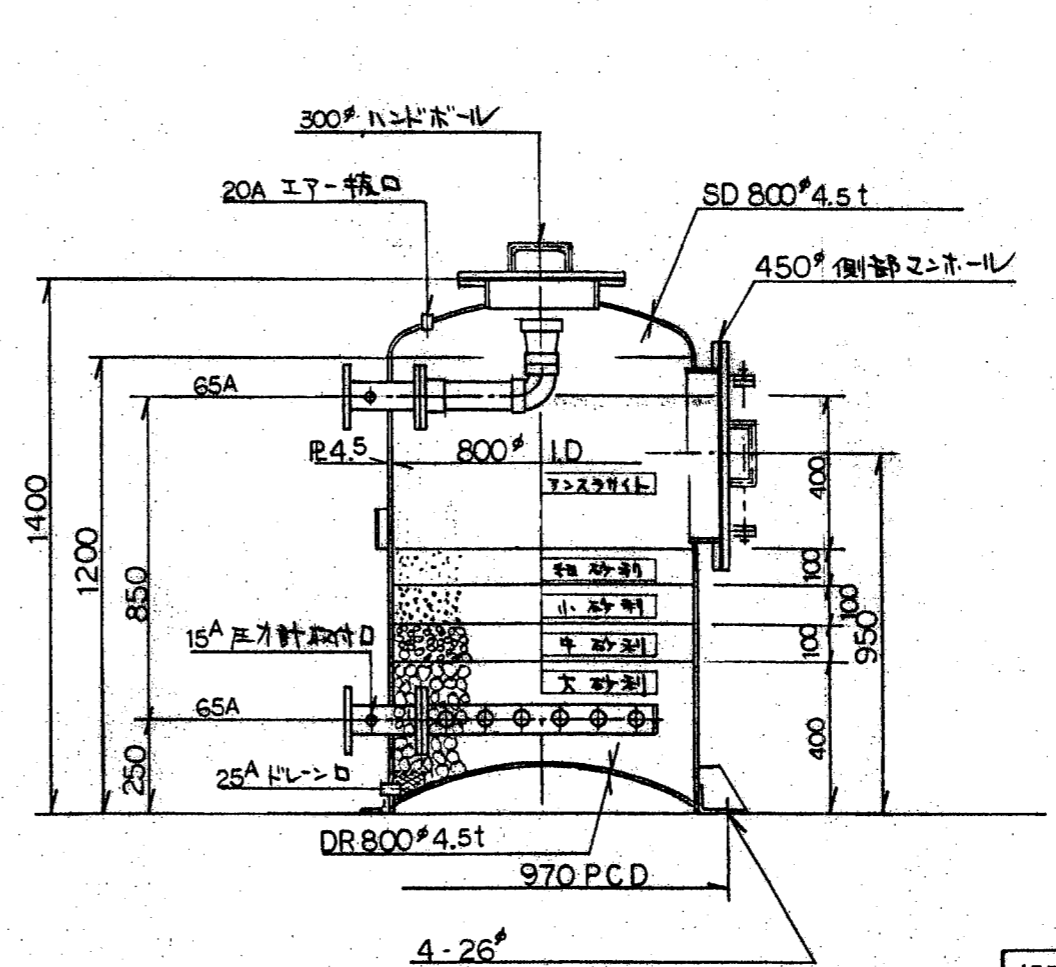 300φ ハンドボール
20A エアー抜口
SD 800φ 4.5t
450φ 側部マンホール
65A
PL4.5
800φ I.D
アンスラサイト
400
1400
1200
850
950
粗砂利
100
小砂利
100
中砂利
100
15A 圧力計取付口
大砂利
65A
400
250
25A ドレーン口
DR 800φ 4.5t
970 PCD
4-26φ